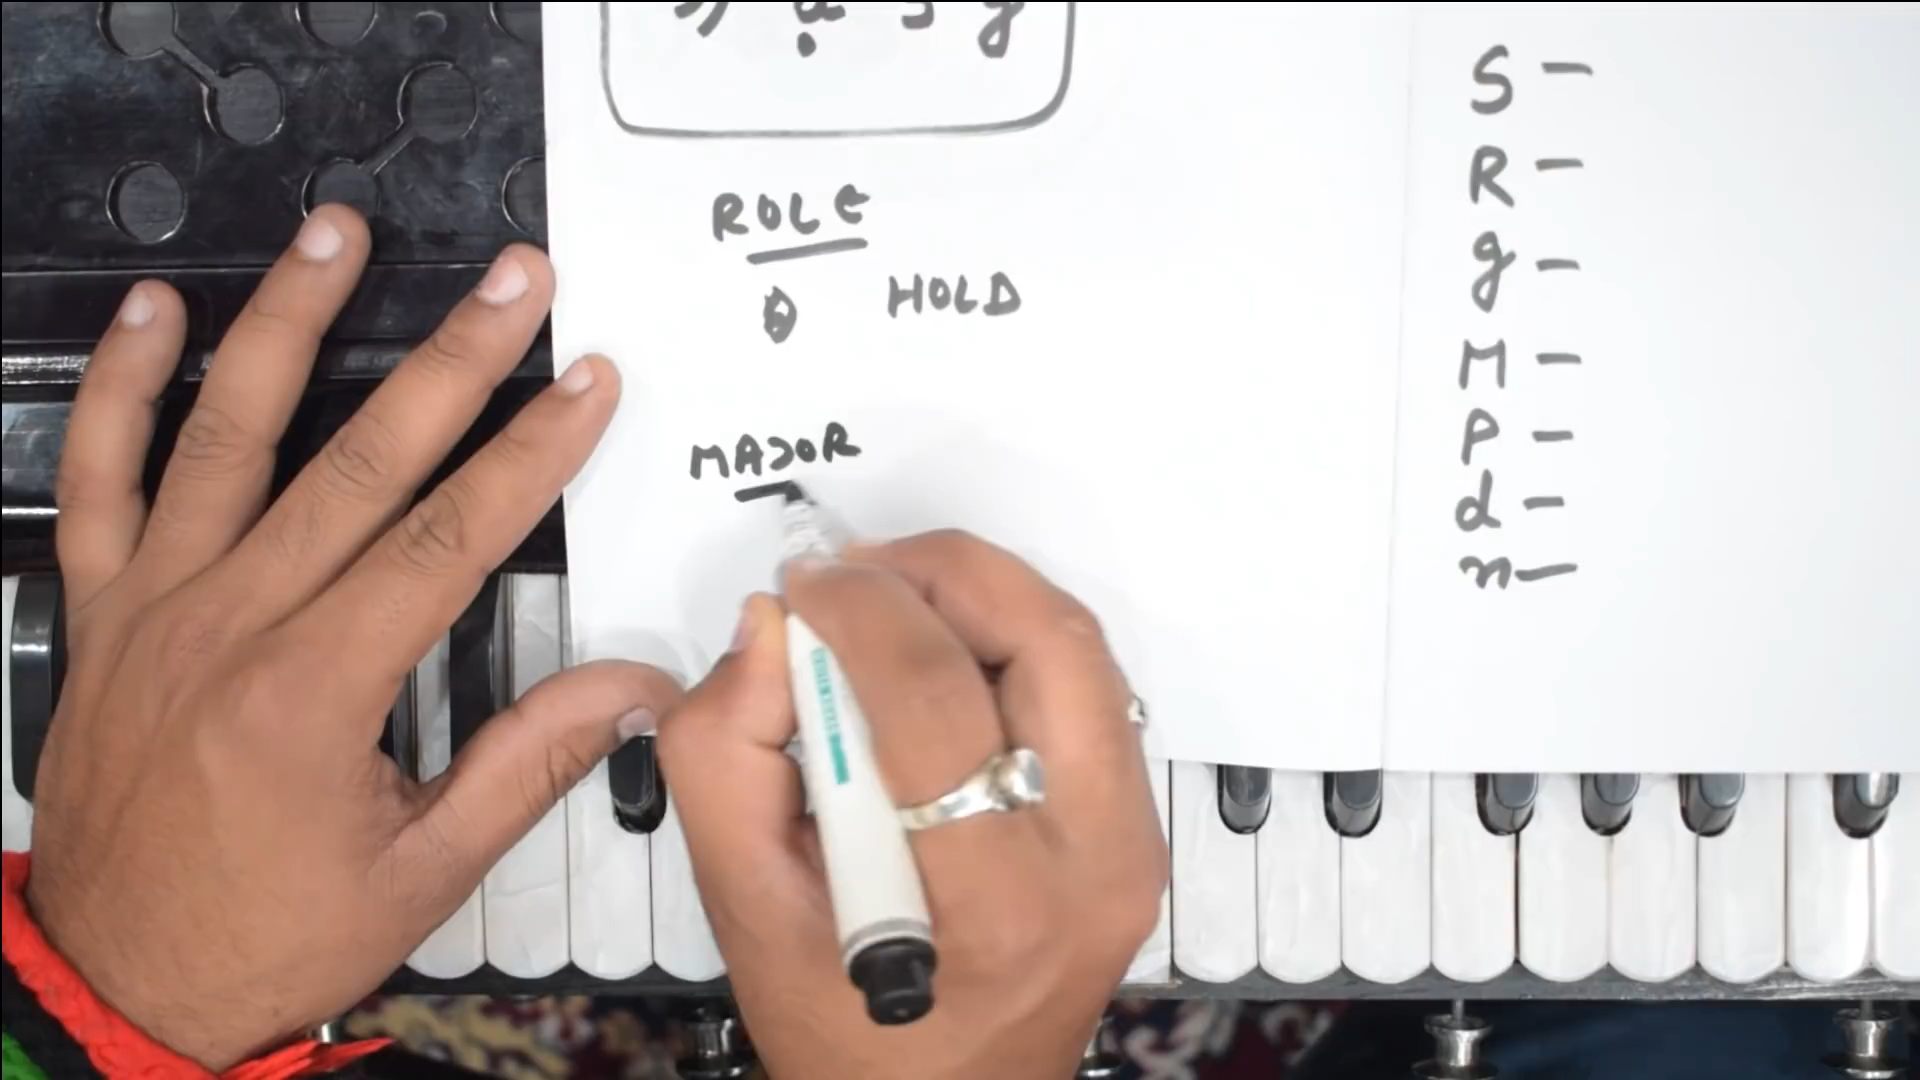 ROLE
HOLD
MAJOR
S –
R –
g –
M –
P –
d –
n –